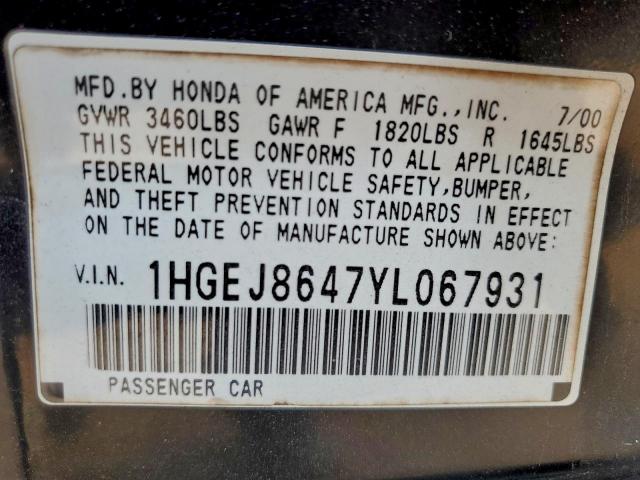 MFD.BY HONDA OF AMERICA MFG.,INC. 7/00
GVWR 3460LBS GAWR F 1820LBS R 1645LBS
THIS VEHICLE CONFORMS TO ALL APPLICABLE
FEDERAL MOTOR VEHICLE SAFETY,BUMPER,
AND THEFT PREVENTION STANDARDS IN EFFECT
ON THE DATE OF MANUFACTURE SHOWN ABOVE:
V.I.N. 1HGEJ8647YL067931
PASSENGER CAR